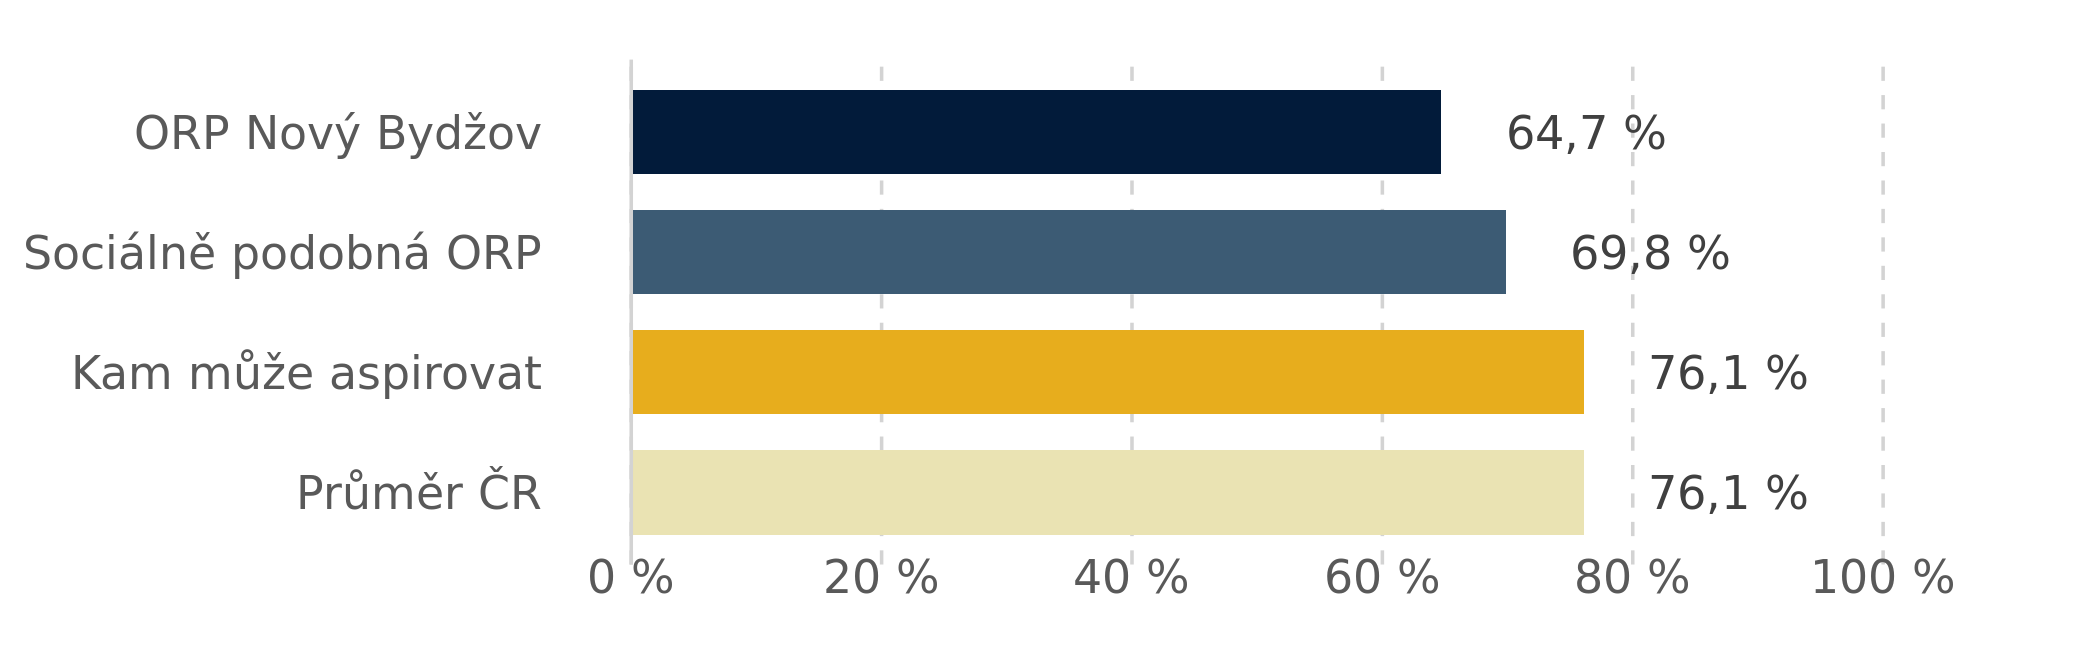 ORP Nový Bydžov 64,7 %
Sociálně podobná ORP 69,8 %
Kam může aspirovat 76,1 %
Průměr ČR 76,1 %
0 % 20 % 40 % 60 % 80 % 100 %